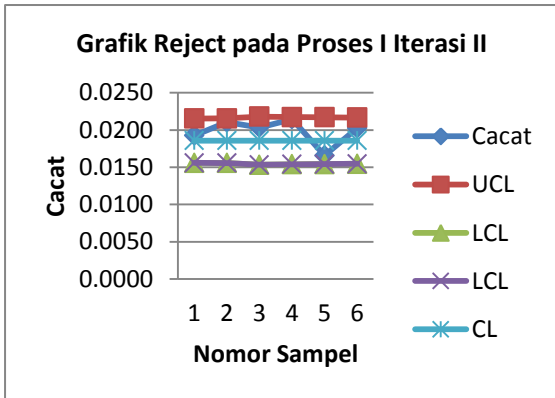 Grafik Reject pada Proses I Iterasi II
Cacat
0.0250
0.0200
0.0150
0.0100
0.0050
0.0000
1 2 3 4 5 6
Nomor Sampel
Cacat
UCL
LCL
LCL
CL